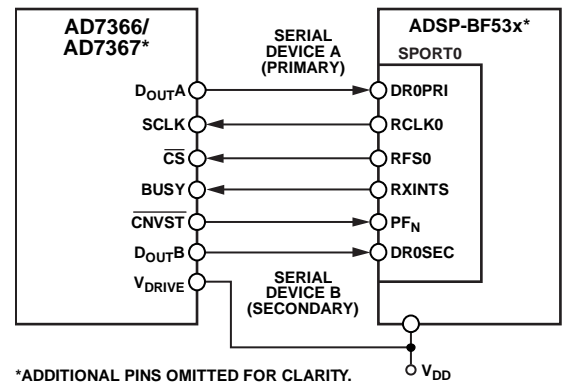 AD7366/
AD7367*
ADSP-BF53x*
SERIAL
DEVICE A
(PRIMARY)
SPORT0
DOUTA
DR0PRI
SCLK
RCLK0
CS
RFS0
BUSY
RXINTS
CNVST
PFN
DOUTB
DR0SEC
VDRIVE
SERIAL
DEVICE B
(SECONDARY)
VDD
*ADDITIONAL PINS OMITTED FOR CLARITY.